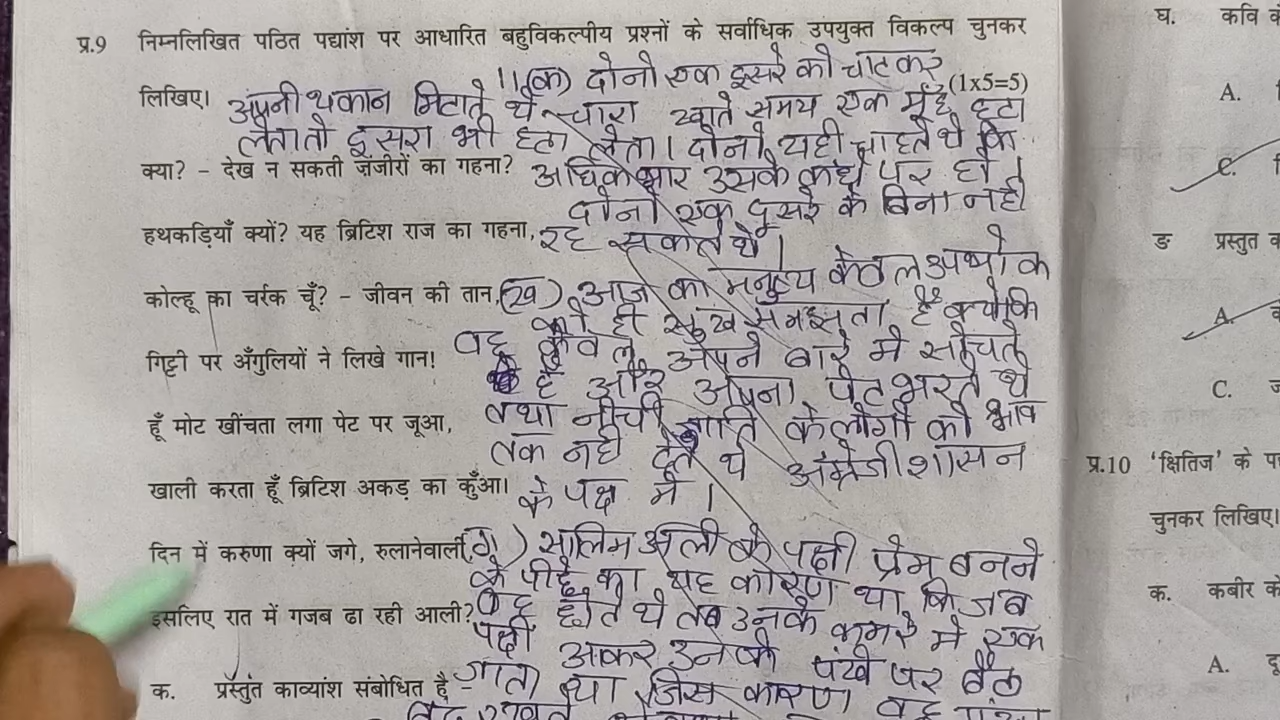 प्र.9 निम्नलिखित पठित पद्यांश पर आधारित बहुविकल्पीय प्रश्नों के सर्वाधिक उपयुक्त विकल्प चुनकर
लिखिए। (1x5=5)
11(क) दोनो एक दूसरे को चाटकर
अपनी थकान मिटाते थे चारा खाते समय एक मुँह हटा
लेता तो दूसरा भी हटा लेता। दोनो यही चाहते थे कि
क्या? - देख न सकती जंजीरों का गहना?
अधिक भार उसके कंधो पर हो।
दोनो एक दूसरे के बिना नही
हथकड़ियाँ क्यों? यह ब्रिटिश राज का गहना,
रह सकते थे।
कोल्हू का चर्रक चूँ? - जीवन की तान,
(ख) आज का मनुष्य केवल उपभोक
को ही सुख समझता है क्योकि
गिट्टी पर अँगुलियों ने लिखे गान!
वह केवल अपने बारे मे सोचते
है और अपना पेट भरते थे
हूँ मोट खींचता लगा पेट पर जूआ,
तथा नीची जाति के लोगो को भाव
तक नही देते थे अंग्रेजी शासन
खाली करता हूँ ब्रिटिश अकड़ का कुँआ।
के पक्ष मे।
दिन में करुणा क्यों जगे, रुलानेवाली
(ग) सालिम अली के पक्षी प्रेम बनने
के पीछे का यह कारण था कि जब
इसलिए रात में गजब ढा रही आली?
वह छोते थे तब उनके कमरे मे एक
पक्षी आकर उनके पंखे पर बैठ
क. प्रस्तुत काव्यांश संबोधित है -
जाता था जिस कारण वह
घ. कवि
A.
C.
ङ प्रस्तुत
A.
C.
प्र.10 'क्षितिज' के
चुनकर लिखिए।
क. कबीर
A.